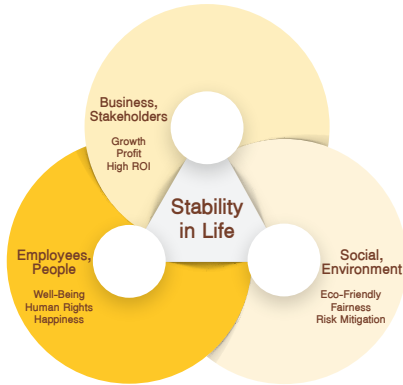 Business,
Stakeholders
Growth
Profit
High ROI
Stability
in Life
Employees,
People
Well-Being
Human Rights
Happiness
Social,
Environment
Eco-Friendly
Fairness
Risk Mitigation